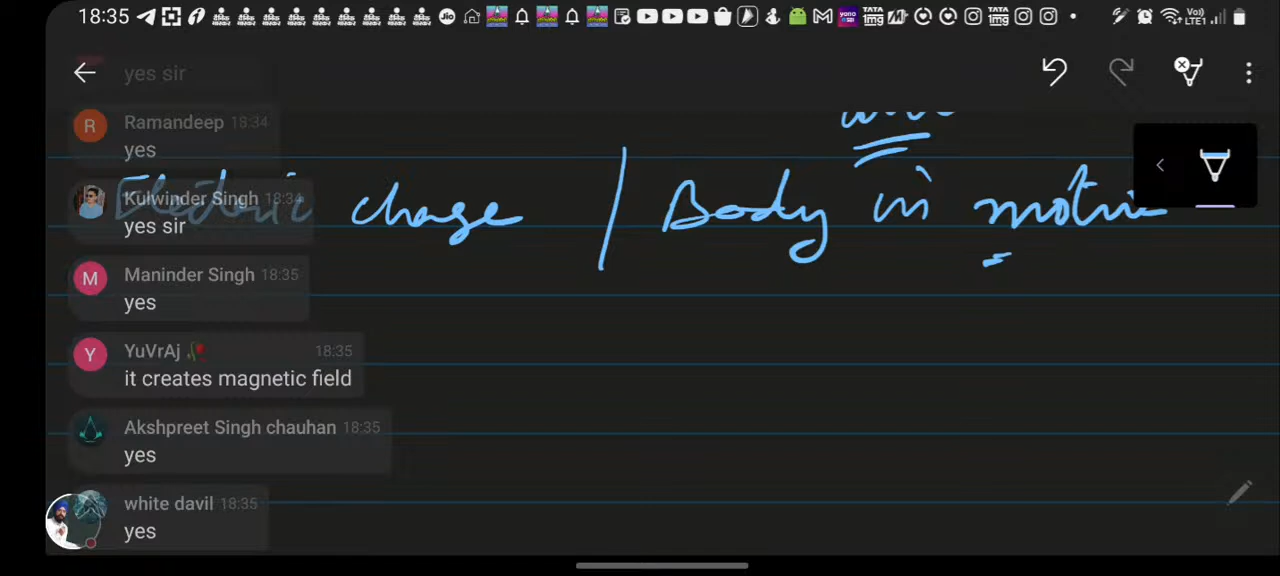 18:35
yes sir
Ramandeep 18:34
yes
Electric charge / Body in motion
Kulwinder Singh 18:34
yes sir
Maninder Singh 18:35
yes
YuVrAj🥀 18:35
it creates magnetic field
Akshpreet Singh chauhan 18:35
yes
white davil 18:35
yes